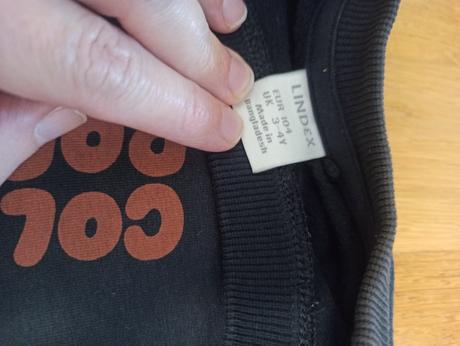 LINDEX
EUR 104
UK 3-4Y
Made in
Bangladesh